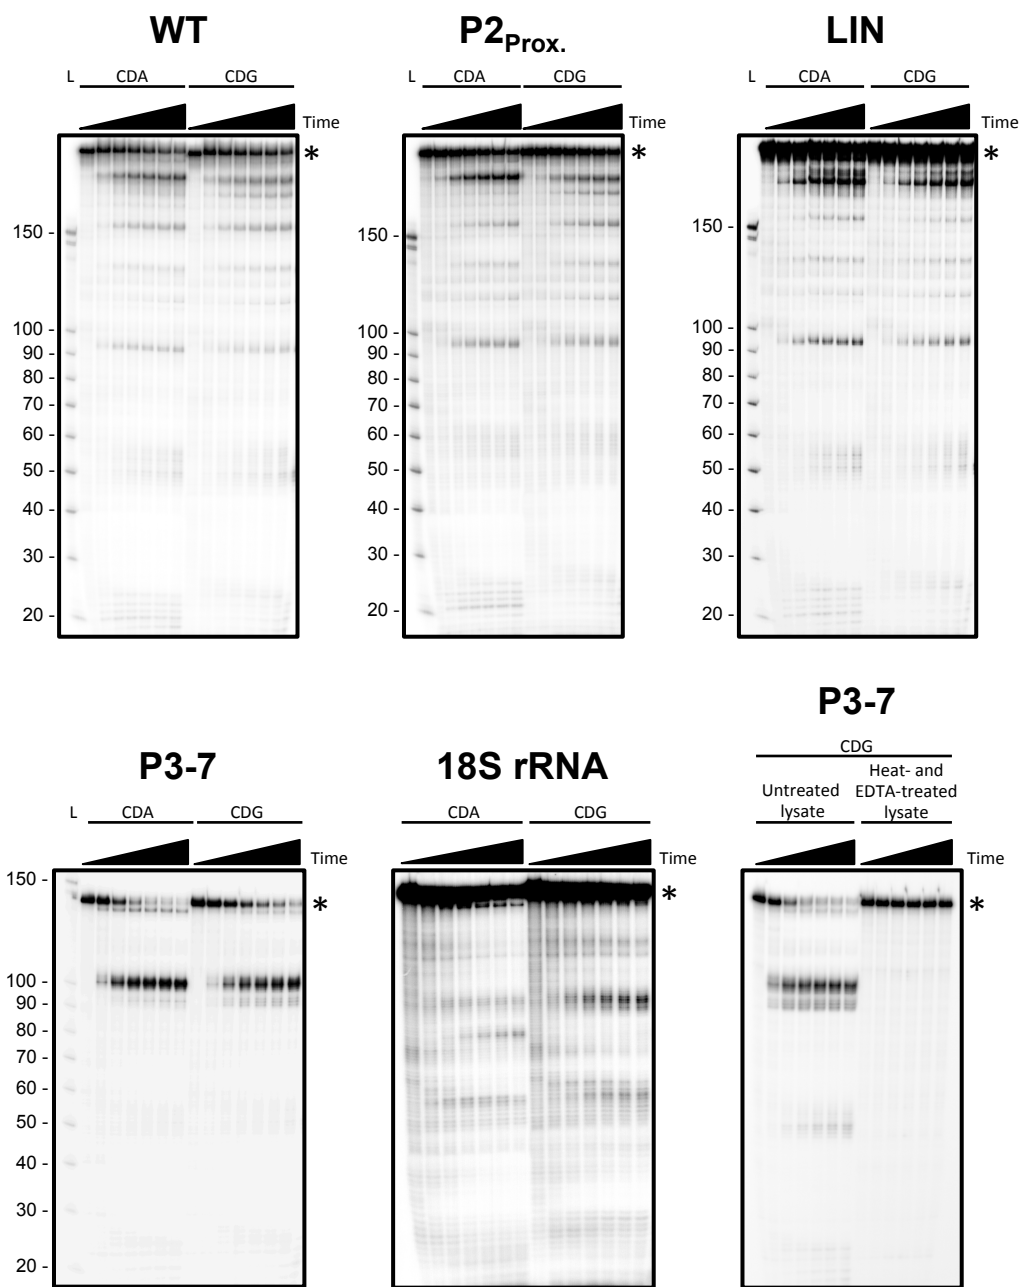 WT
L CDA CDG
Time
*
150 -
100 -
90 -
80 -
70 -
60 -
50 -
40 -
30 -
20 -
P2Prox.
L CDA CDG
Time
*
150 -
100 -
90 -
80 -
70 -
60 -
50 -
40 -
30 -
20 -
LIN
L CDA CDG
Time
*
150 -
100 -
90 -
80 -
70 -
60 -
50 -
40 -
30 -
20 -
P3-7
L CDA CDG
Time
*
150 -
100 -
90 -
80 -
70 -
60 -
50 -
40 -
30 -
20 -
18S rRNA
CDA CDG
Time
*
P3-7
CDG
Untreated
lysate
Heat- and
EDTA-treated
lysate
Time
*